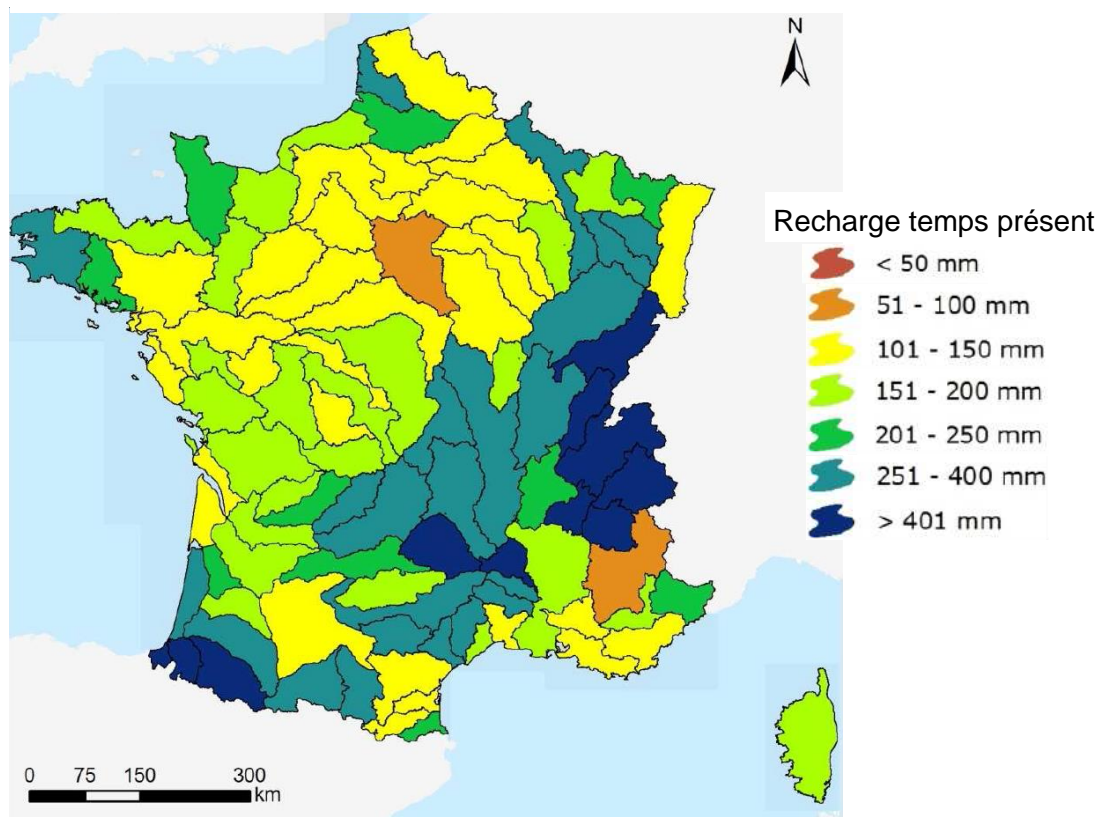 N
Recharge temps présent
< 50 mm
51 - 100 mm
101 - 150 mm
151 - 200 mm
201 - 250 mm
251 - 400 mm
> 401 mm
0 75 150 300
km